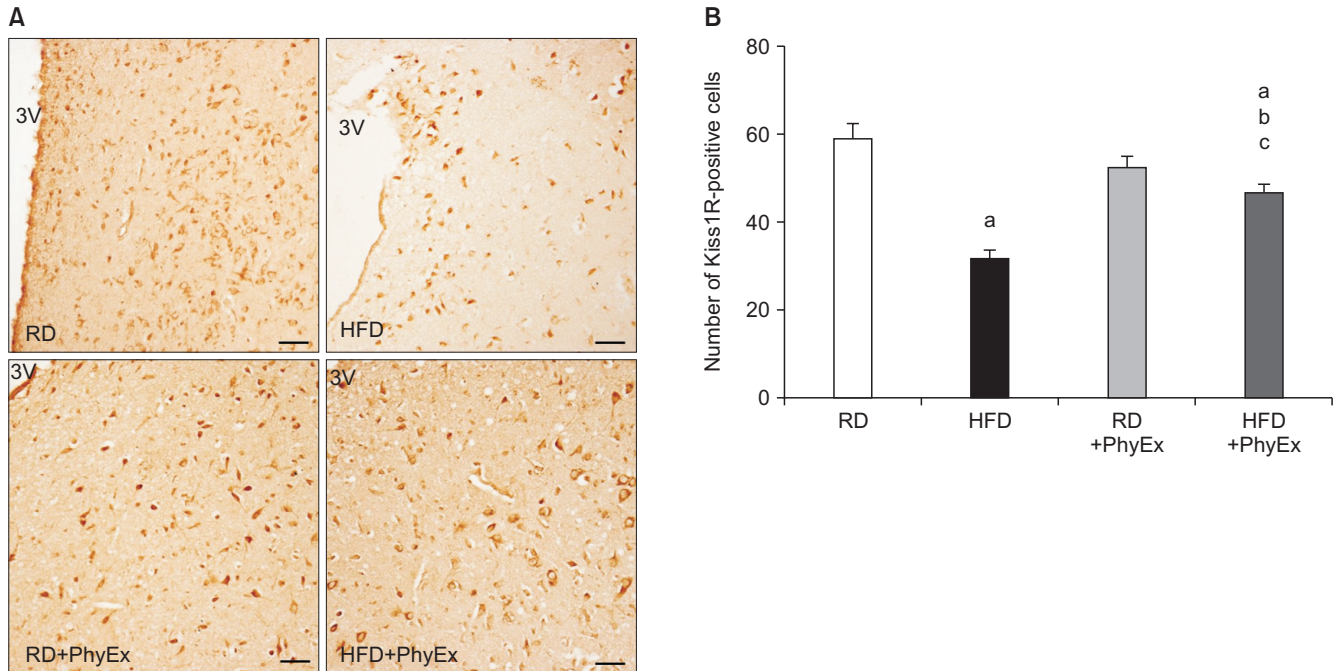 A
3V
RD
3V
HFD
3V
RD+PhyEx
3V
HFD+PhyEx
B
Number of Kiss1R-positive cells
80
60
40
20
0
a
a
b
c
RD
HFD
RD
+PhyEx
HFD
+PhyEx